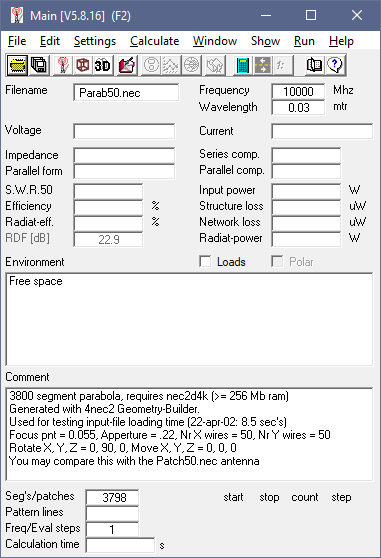 Main [V5.8.16] (F2)
File Edit Settings Calculate Window Show Run Help
3D
Filename Parab50.nec Frequency 10000 Mhz
Wavelength 0.03 mtr
Voltage Current
Impedance Series comp.
Parallel form Parallel comp.
S.W.R.50 Input power W
Efficiency % Structure loss uW
Radiat-eff. % Network loss uW
RDF [dB] 22.9 Radiat-power W
Environment Loads Polar
Free space
Comment
3800 segment parabola, requires nec2d4k (>= 256 Mb ram)
Generated with 4nec2 Geometry-Builder.
Used for testing input-file loading time (22-apr-02: 8.5 sec's)
Focus pnt = 0.055, Apperture = .22, Nr X wires = 50, Nr Y wires = 50
Rotate X, Y, Z = 0, 90, 0, Move X, Y, Z = 0, 0, 0
You may compare this with the Patch50.nec antenna
Seg's/patches 3798 start stop count step
Pattern lines
Freq/Eval steps 1
Calculation time s